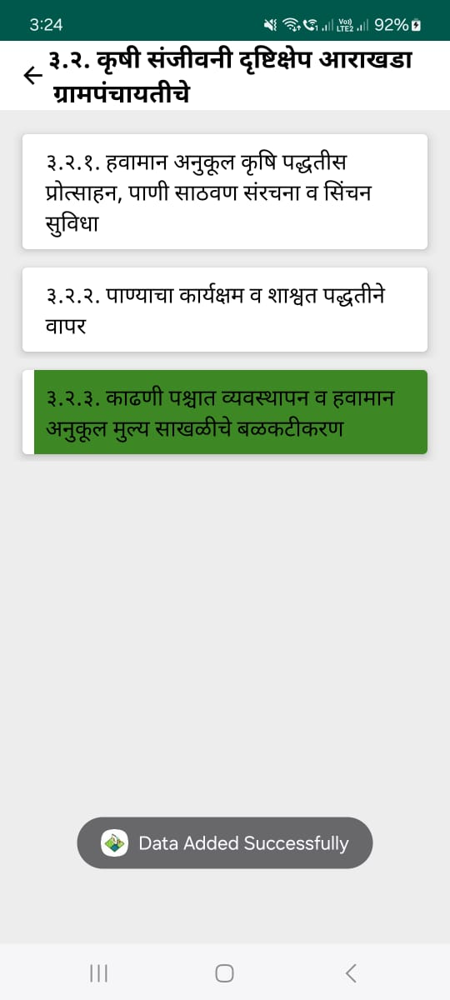 3:24
Vo)) LTE2 92%
३.२. कृषी संजीवनी दृष्टिक्षेप आराखडा
ग्रामपंचायतीचे
३.२.१. हवामान अनुकूल कृषि पद्धतीस
प्रोत्साहन, पाणी साठवण संरचना व सिंचन
सुविधा
३.२.२. पाण्याचा कार्यक्षम व शाश्वत पद्धतीने
वापर
३.२.३. काढणी पश्चात व्यवस्थापन व हवामान
अनुकूल मुल्य साखळीचे बळकटीकरण
Data Added Successfully